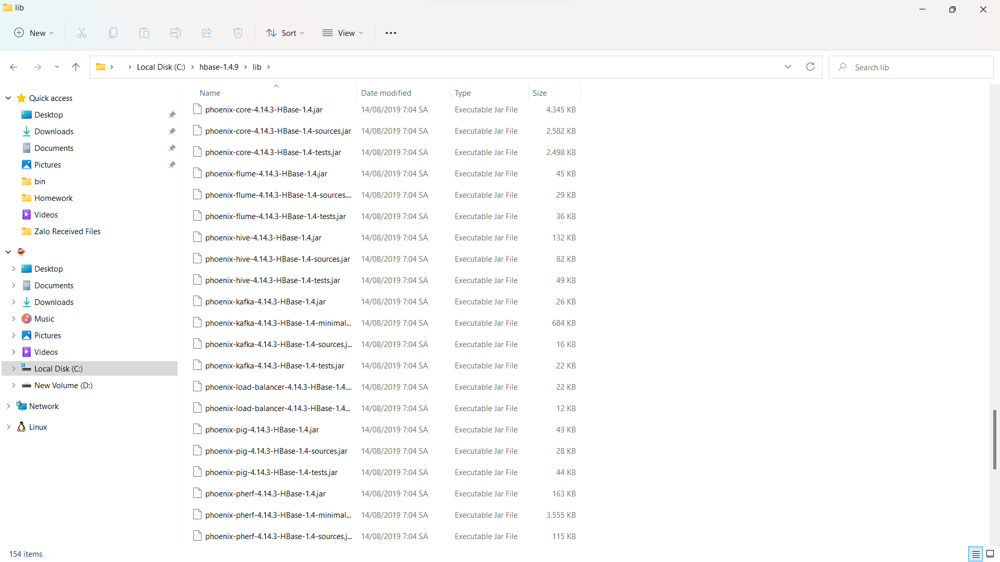 lib
New Sort View
Local Disk (C:) hbase-1.4.9 lib
Search lib
Quick access
Desktop
Downloads
Documents
Pictures
bin
Homework
Videos
Zalo Received Files
Desktop
Documents
Downloads
Music
Pictures
Videos
Local Disk (C:)
New Volume (D:)
Network
Linux
Name Date modified Type Size
phoenix-core-4.14.3-HBase-1.4.jar 14/08/2019 7:04 SA Executable Jar File 4.345 KB
phoenix-core-4.14.3-HBase-1.4-sources.jar 14/08/2019 7:04 SA Executable Jar File 2.582 KB
phoenix-core-4.14.3-HBase-1.4-tests.jar 14/08/2019 7:04 SA Executable Jar File 2.498 KB
phoenix-flume-4.14.3-HBase-1.4.jar 14/08/2019 7:04 SA Executable Jar File 45 KB
phoenix-flume-4.14.3-HBase-1.4-sources.... 14/08/2019 7:04 SA Executable Jar File 29 KB
phoenix-flume-4.14.3-HBase-1.4-tests.jar 14/08/2019 7:04 SA Executable Jar File 36 KB
phoenix-hive-4.14.3-HBase-1.4.jar 14/08/2019 7:04 SA Executable Jar File 132 KB
phoenix-hive-4.14.3-HBase-1.4-sources.jar 14/08/2019 7:04 SA Executable Jar File 82 KB
phoenix-hive-4.14.3-HBase-1.4-tests.jar 14/08/2019 7:04 SA Executable Jar File 49 KB
phoenix-kafka-4.14.3-HBase-1.4.jar 14/08/2019 7:04 SA Executable Jar File 26 KB
phoenix-kafka-4.14.3-HBase-1.4-minimal... 14/08/2019 7:04 SA Executable Jar File 684 KB
phoenix-kafka-4.14.3-HBase-1.4-sources.j... 14/08/2019 7:04 SA Executable Jar File 16 KB
phoenix-kafka-4.14.3-HBase-1.4-tests.jar 14/08/2019 7:04 SA Executable Jar File 22 KB
phoenix-load-balancer-4.14.3-HBase-1.4.... 14/08/2019 7:04 SA Executable Jar File 22 KB
phoenix-load-balancer-4.14.3-HBase-1.4... 14/08/2019 7:04 SA Executable Jar File 12 KB
phoenix-pig-4.14.3-HBase-1.4.jar 14/08/2019 7:04 SA Executable Jar File 43 KB
phoenix-pig-4.14.3-HBase-1.4-sources.jar 14/08/2019 7:04 SA Executable Jar File 28 KB
phoenix-pig-4.14.3-HBase-1.4-tests.jar 14/08/2019 7:04 SA Executable Jar File 44 KB
phoenix-pherf-4.14.3-HBase-1.4.jar 14/08/2019 7:04 SA Executable Jar File 163 KB
phoenix-pherf-4.14.3-HBase-1.4-minimal... 14/08/2019 7:04 SA Executable Jar File 3.555 KB
phoenix-pherf-4.14.3-HBase-1.4-sources.j... 14/08/2019 7:04 SA Executable Jar File 115 KB
154 items